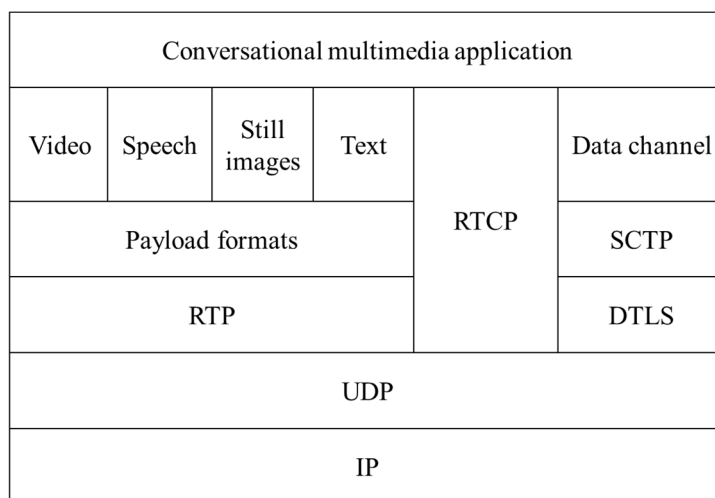 Conversational multimedia application
Video
Speech
Still
images
Text
RTCP
Data channel
Payload formats
SCTP
RTP
DTLS
UDP
IP